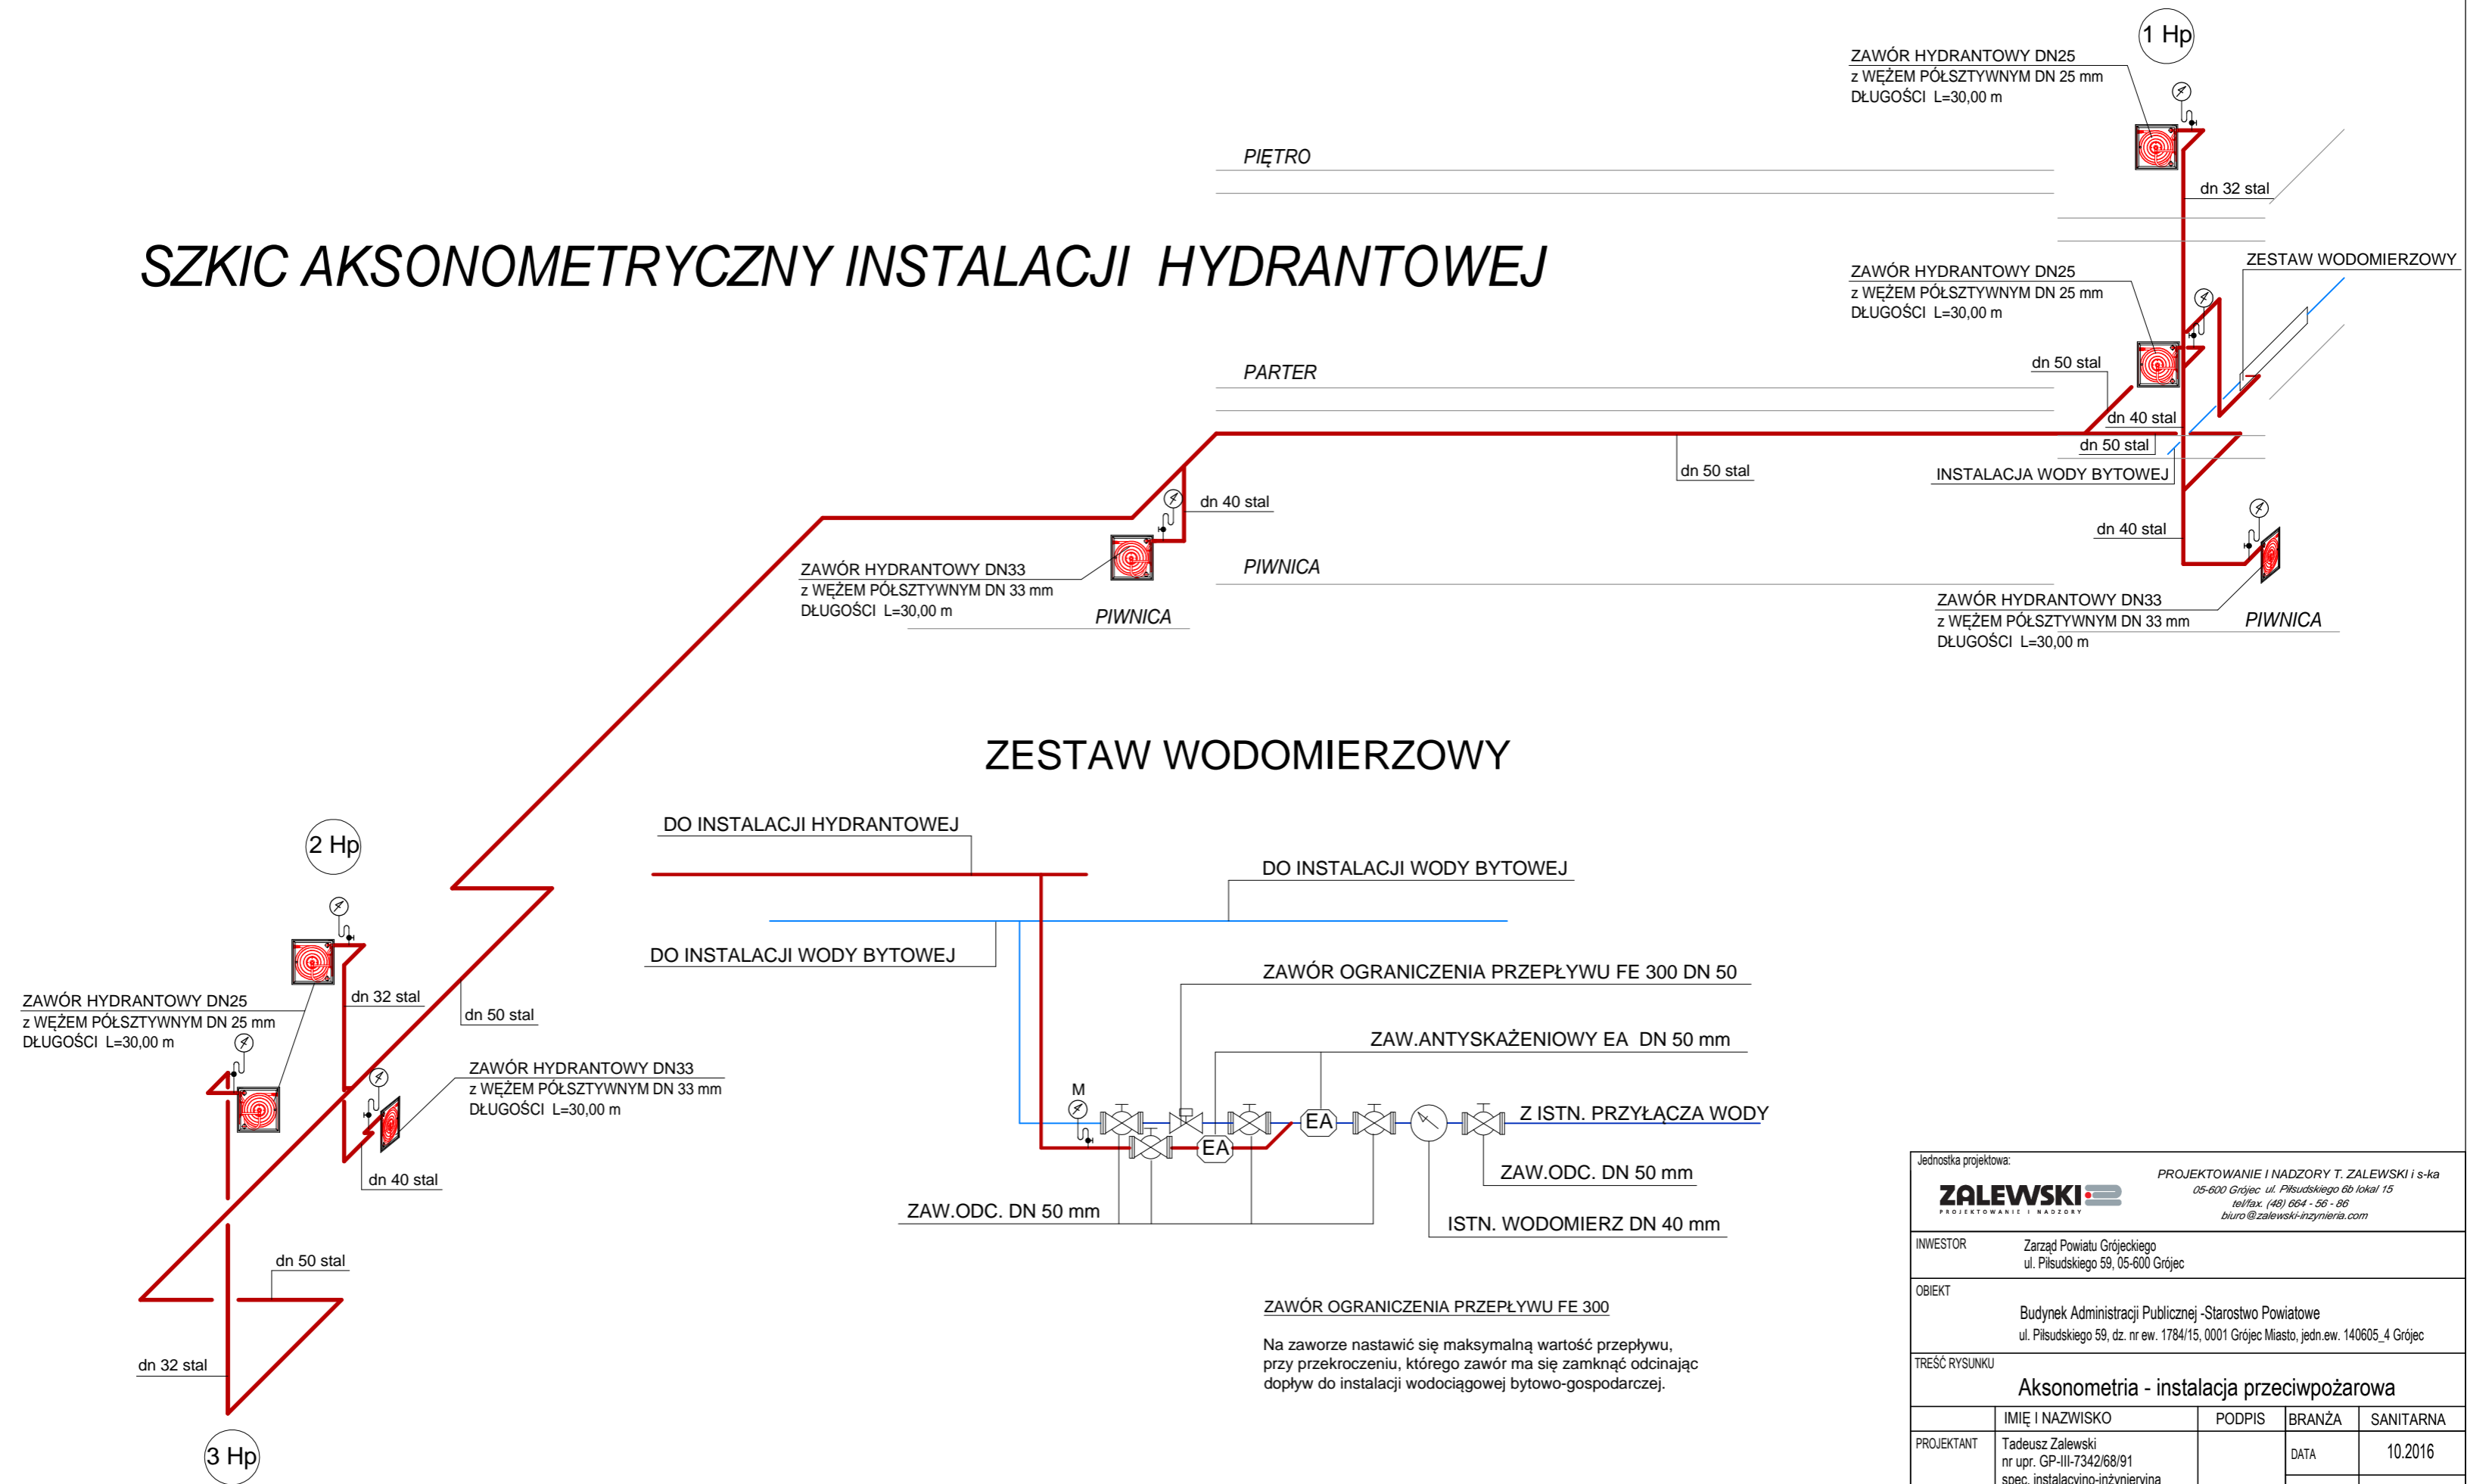 1 Hp
ZAWÓR HYDRANTOWY DN25
z WĘŻEM PÓŁSZTYWNYM DN 25 mm
DŁUGOŚCI L=30,00 m
PIĘTRO
dn 32 stal
SZKIC AKSONOMETRYCZNY INSTALACJI HYDRANTOWEJ
ZESTAW WODOMIERZOWY
ZAWÓR HYDRANTOWY DN25
z WĘŻEM PÓŁSZTYWNYM DN 25 mm
DŁUGOŚCI L=30,00 m
PARTER
dn 50 stal
dn 40 stal
dn 50 stal
dn 50 stal
INSTALACJA WODY BYTOWEJ
dn 40 stal
dn 40 stal
ZAWÓR HYDRANTOWY DN33
z WĘŻEM PÓŁSZTYWNYM DN 33 mm
DŁUGOŚCI L=30,00 m
PIWNICA
PIWNICA
ZAWÓR HYDRANTOWY DN33
z WĘŻEM PÓŁSZTYWNYM DN 33 mm
DŁUGOŚCI L=30,00 m
PIWNICA
ZESTAW WODOMIERZOWY
2 Hp
DO INSTALACJI HYDRANTOWEJ
DO INSTALACJI WODY BYTOWEJ
DO INSTALACJI WODY BYTOWEJ
ZAWÓR OGRANICZENIA PRZEPŁYWU FE 300 DN 50
ZAWÓR HYDRANTOWY DN25
z WĘŻEM PÓŁSZTYWNYM DN 25 mm
DŁUGOŚCI L=30,00 m
dn 32 stal
dn 50 stal
ZAW.ANTYSKAŻENIOWY EA DN 50 mm
ZAWÓR HYDRANTOWY DN33
z WĘŻEM PÓŁSZTYWNYM DN 33 mm
DŁUGOŚCI L=30,00 m
M
EA
EA
Z ISTN. PRZYŁĄCZA WODY
dn 40 stal
ZAW.ODC. DN 50 mm
ZAW.ODC. DN 50 mm
ISTN. WODOMIERZ DN 40 mm
dn 50 stal
dn 32 stal
3 Hp
ZAWÓR OGRANICZENIA PRZEPŁYWU FE 300
Na zaworze nastawić się maksymalną wartość przepływu,
przy przekroczeniu, którego zawór ma się zamknąć odcinając
dopływ do instalacji wodociągowej bytowo-gospodarczej.
Jednostka projektowa:
ZALEWSKI
PROJEKTOWANIE I NADZORY
PROJEKTOWANIE I NADZORY T. ZALEWSKI i s-ka
05-600 Grójec ul. Piłsudskiego 6b lokal 15
tel/fax. (48) 664 - 56 - 86
biuro@zalewski-inzynieria.com
INWESTOR
Zarząd Powiatu Grójeckiego
ul. Piłsudskiego 59, 05-600 Grójec
OBIEKT
Budynek Administracji Publicznej -Starostwo Powiatowe
ul. Piłsudskiego 59, dz. nr ew. 1784/15, 0001 Grójec Miasto, jedn.ew. 140605_4 Grójec
TREŚĆ RYSUNKU
Aksonometria - instalacja przeciwpożarowa
IMIĘ I NAZWISKO PODPIS BRANŻA SANITARNA
PROJEKTANT Tadeusz Zalewski
nr upr. GP-III-7342/68/91
spec. instalacyjno-inżynieryjna
DATA 10.2016